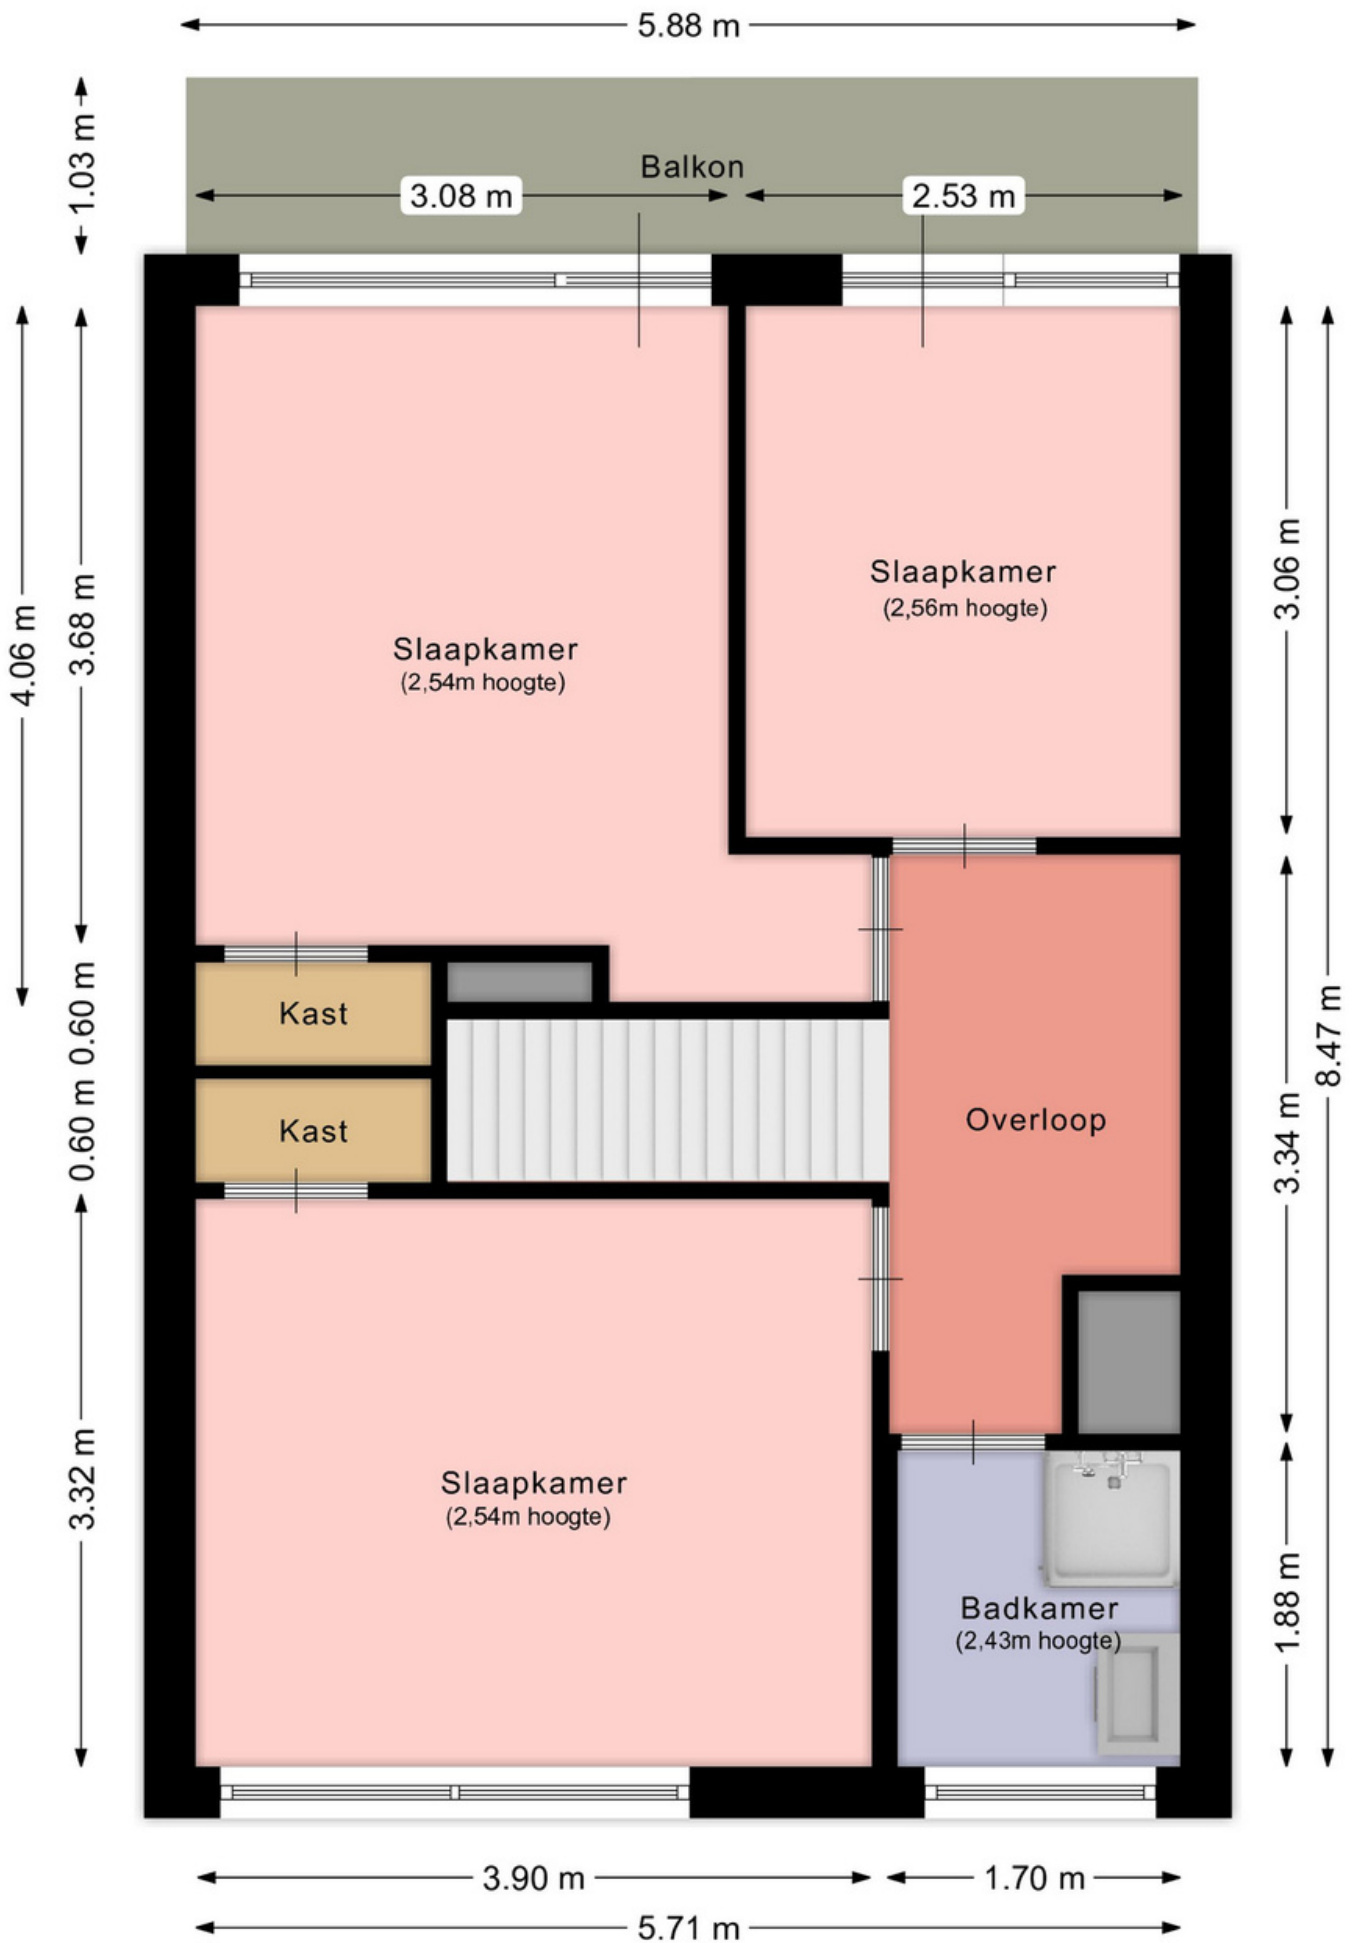 5.88 m
1.03 m
Balkon
3.08 m
2.53 m
4.06 m
3.68 m
3.06 m
8.47 m
Slaapkamer
(2,56m hoogte)
Slaapkamer
(2,54m hoogte)
0.60 m
Kast
0.60 m
Kast
Overloop
3.34 m
3.32 m
Slaapkamer
(2,54m hoogte)
1.88 m
Badkamer
(2,43m hoogte)
3.90 m
1.70 m
5.71 m